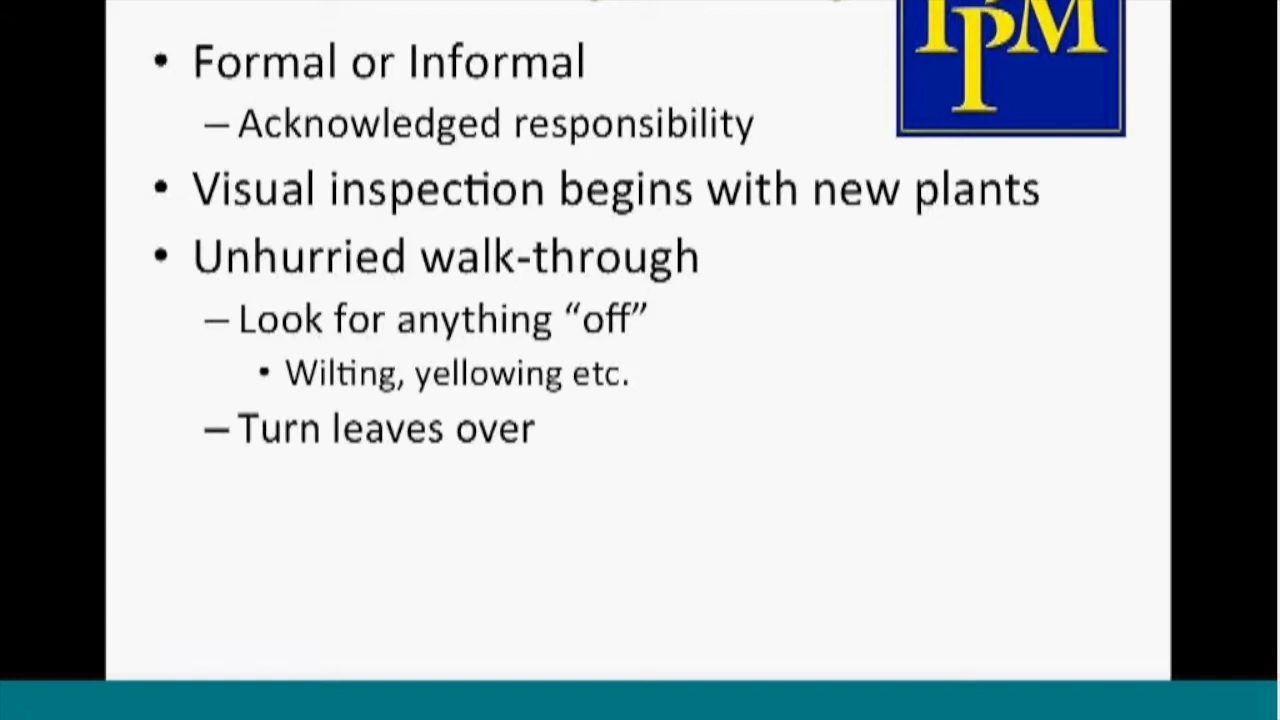 • Formal or Informal
– Acknowledged responsibility
• Visual inspection begins with new plants
• Unhurried walk-through
– Look for anything “off”
• Wilting, yellowing etc.
– Turn leaves over